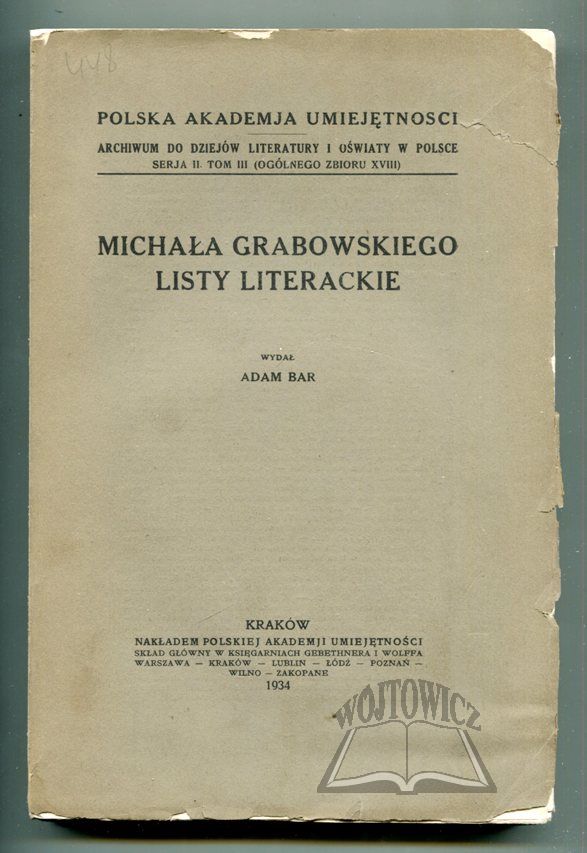 448
POLSKA AKADEMJA UMIEJĘTNOSCI
ARCHIWUM DO DZIEJÓW LITERATURY I OŚWIATY W POLSCE
SERJA II. TOM III (OGÓLNEGO ZBIORU XVIII)
MICHAŁA GRABOWSKIEGO
LISTY LITERACKIE
WYDAŁ
ADAM BAR
KRAKÓW
NAKŁADEM POLSKIEJ AKADEMJI UMIEJĘTNOŚCI
SKŁAD GŁÓWNY W KSIĘGARNIACH GEBETHNERA I WOLFFA
WARSZAWA — KRAKÓW — LUBLIN — ŁÓDŹ — POZNAŃ —
WILNO — ZAKOPANE
1934
WÓJTOWICZ